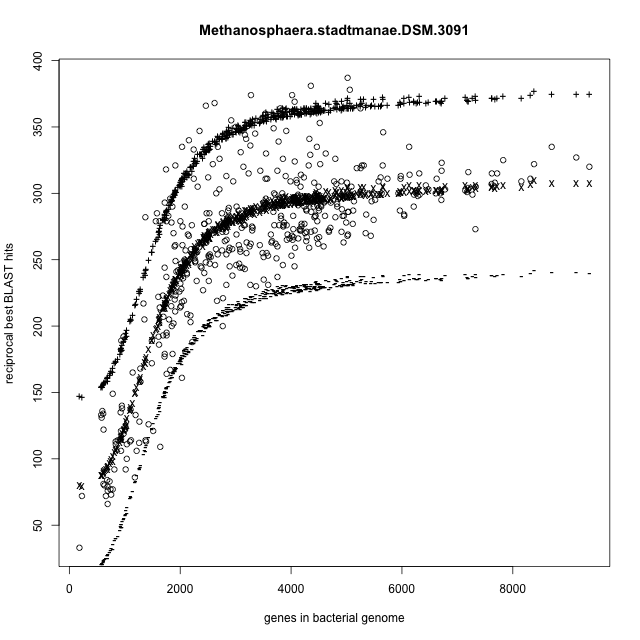 Methanosphaera.stadtmanae.DSM.3091
400
350
300
250
200
150
100
50
reciprocal best BLAST hits
0 2000 4000 6000 8000
genes in bacterial genome